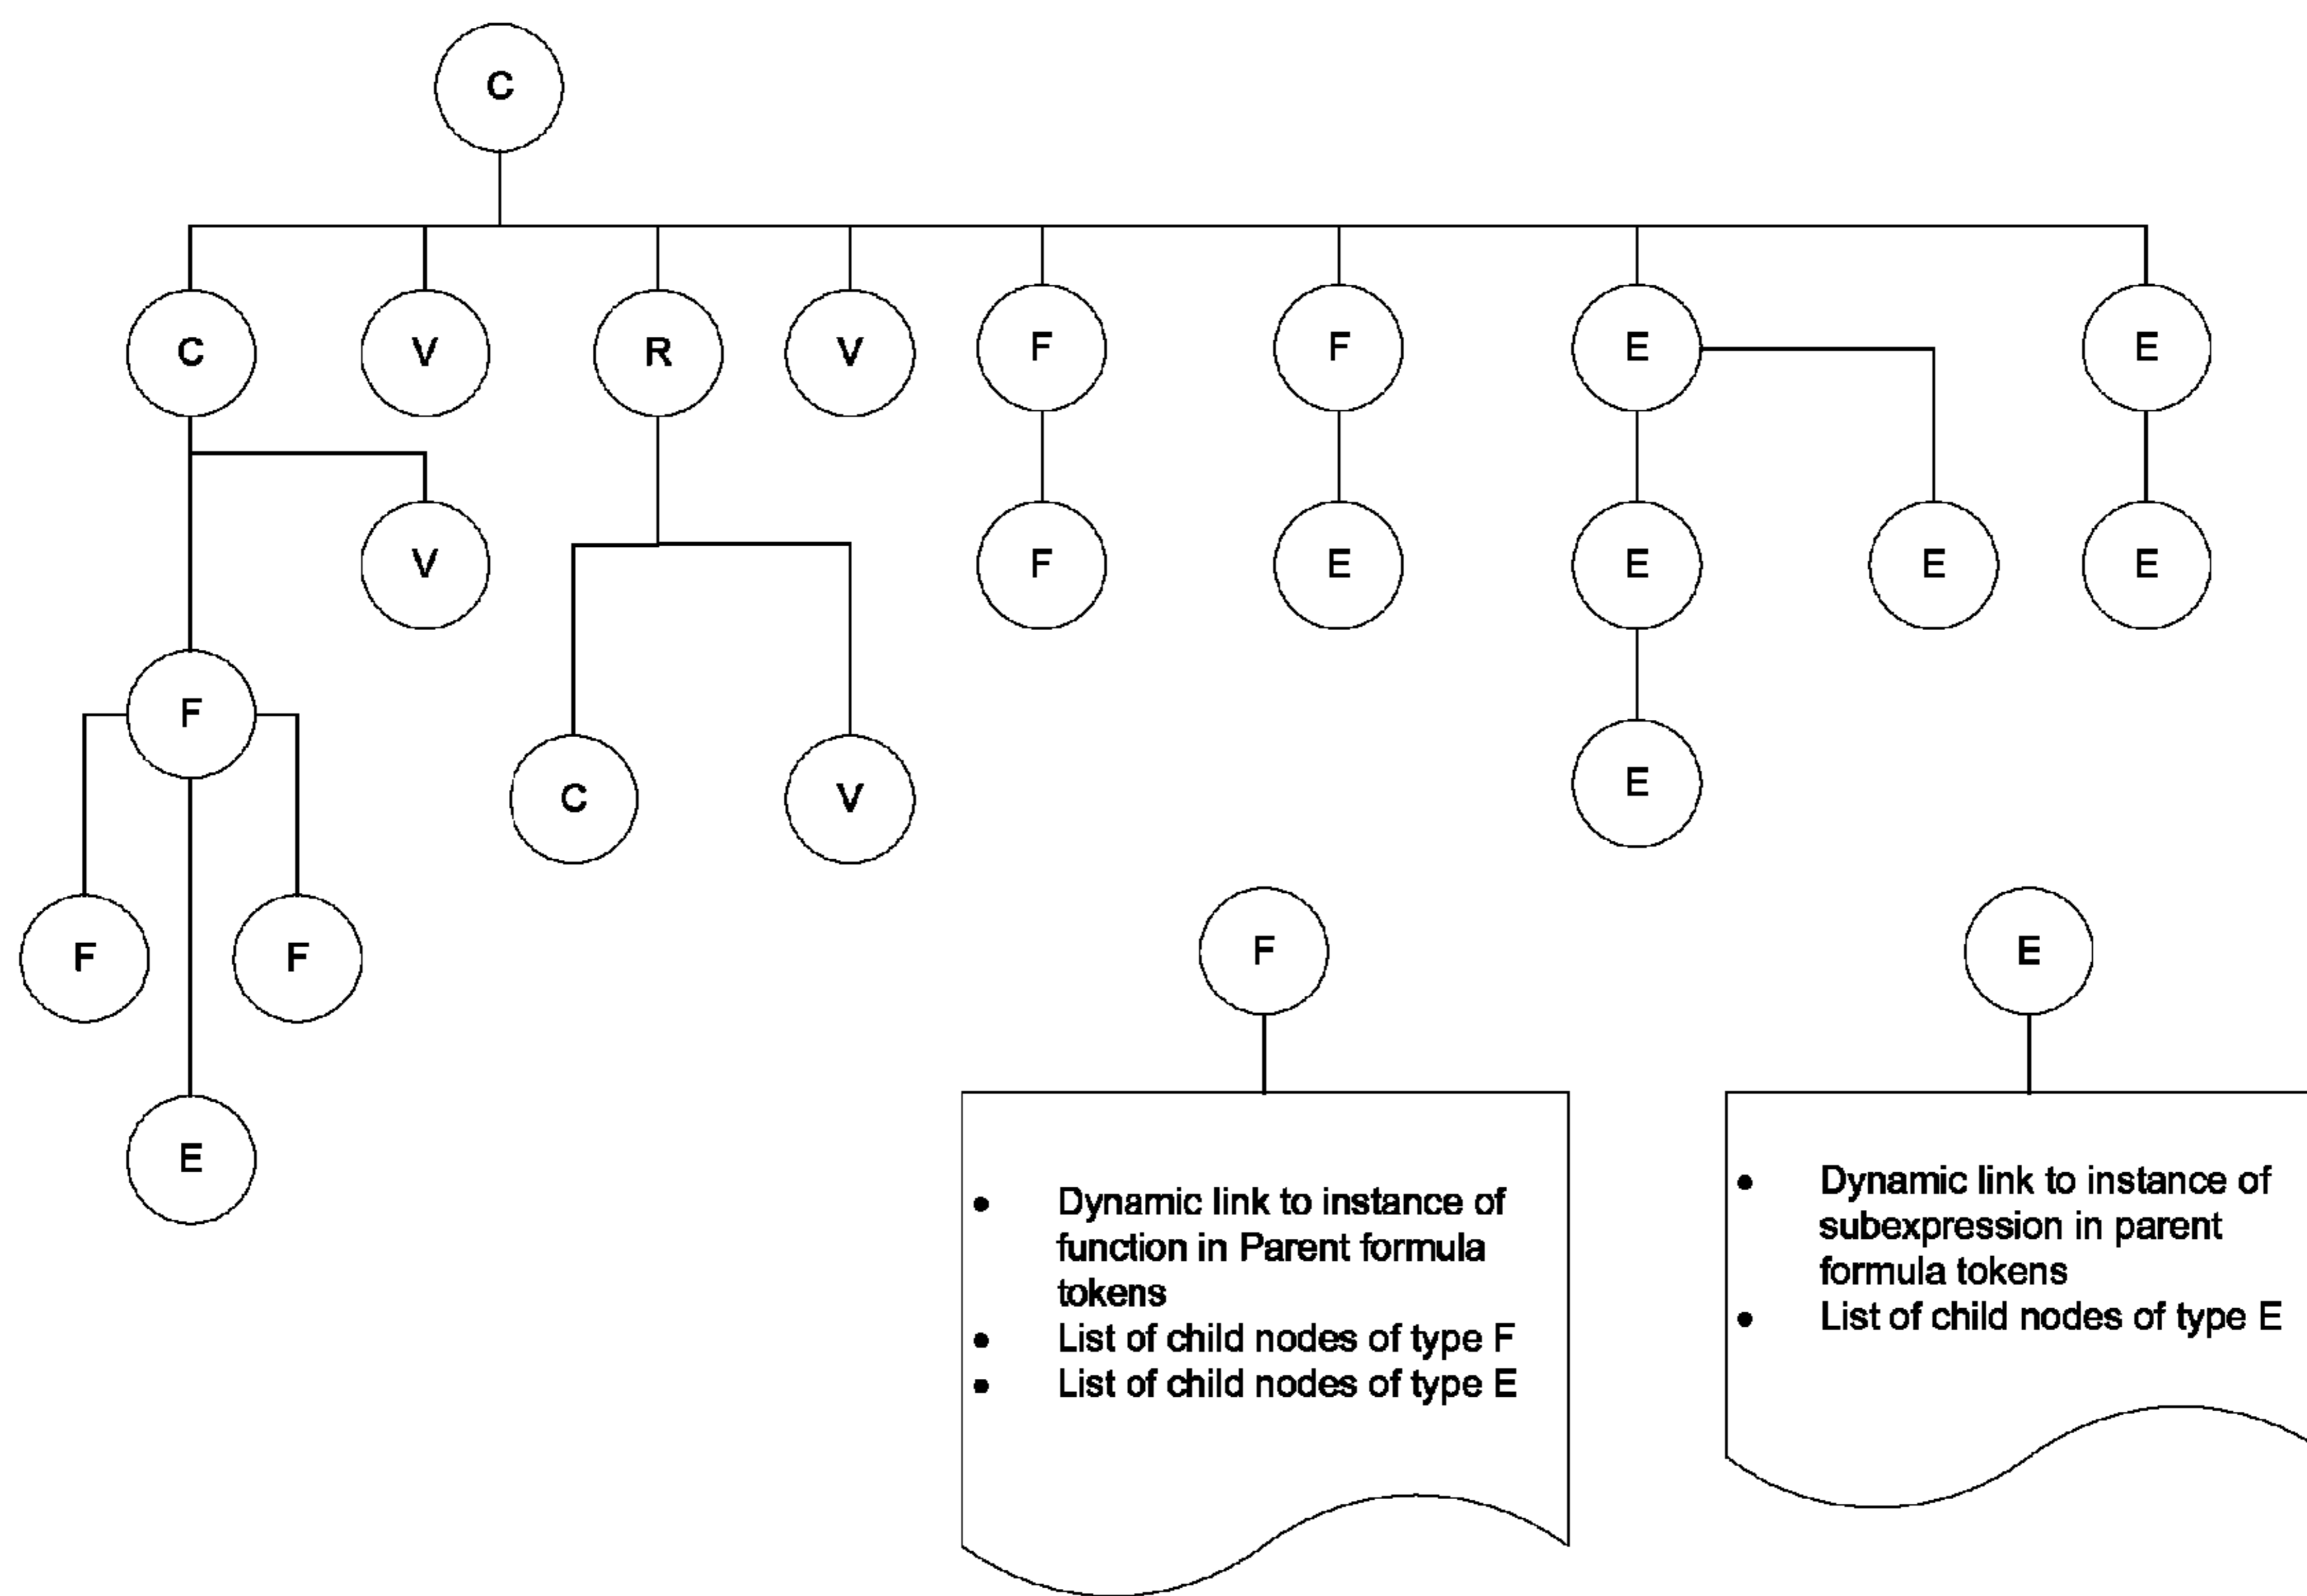 C
C V R V F F E E
V F E E E E
F
C V E
F F F E
E
• Dynamic link to instance of
function in Parent formula
tokens
• List of child nodes of type F
• List of child nodes of type E
• Dynamic link to instance of
subexpression in parent
formula tokens
• List of child nodes of type E